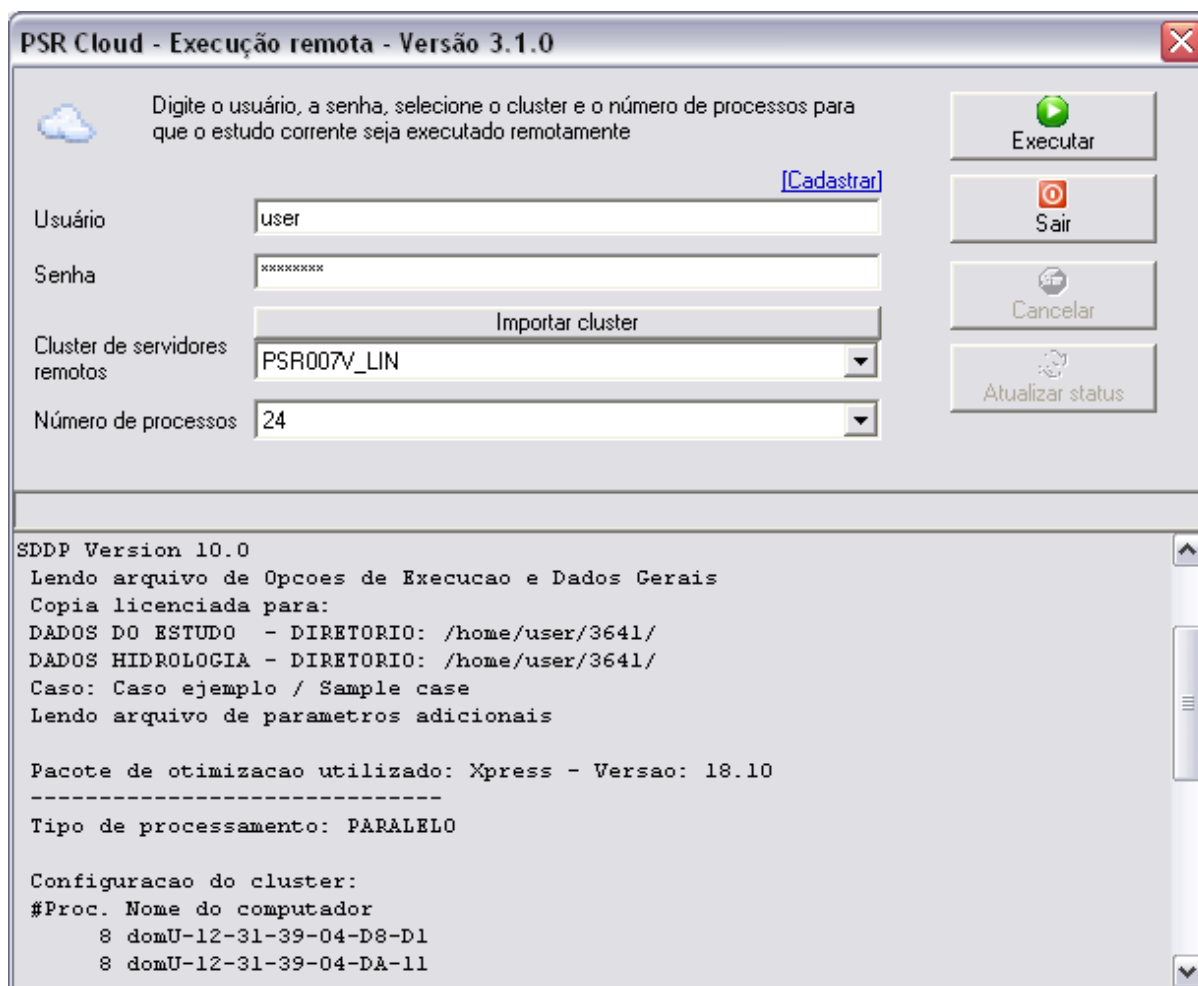 PSR Cloud - Execução remota - Versão 3.1.0
Digite o usuário, a senha, selecione o cluster e o número de processos para
que o estudo corrente seja executado remotamente
Executar
[Cadastrar]
Usuário
user
Sair
Senha
********
Importar cluster
Cancelar
Cluster de servidores
remotos
PSR007V_LIN
Atualizar status
Número de processos
24
SDDP Version 10.0
Lendo arquivo de Opcoes de Execucao e Dados Gerais
Copia licenciada para:
DADOS DO ESTUDO - DIRETORIO: /home/user/3641/
DADOS HIDROLOGIA - DIRETORIO: /home/user/3641/
Caso: Caso ejemplo / Sample case
Lendo arquivo de parametros adicionais
Pacote de otimizacao utilizado: Xpress - Versao: 18.10
------------------------------
Tipo de processamento: PARALELO
Configuracao do cluster:
#Proc. Nome do computador
8 domU-12-31-39-04-D8-D1
8 domU-12-31-39-04-DA-11